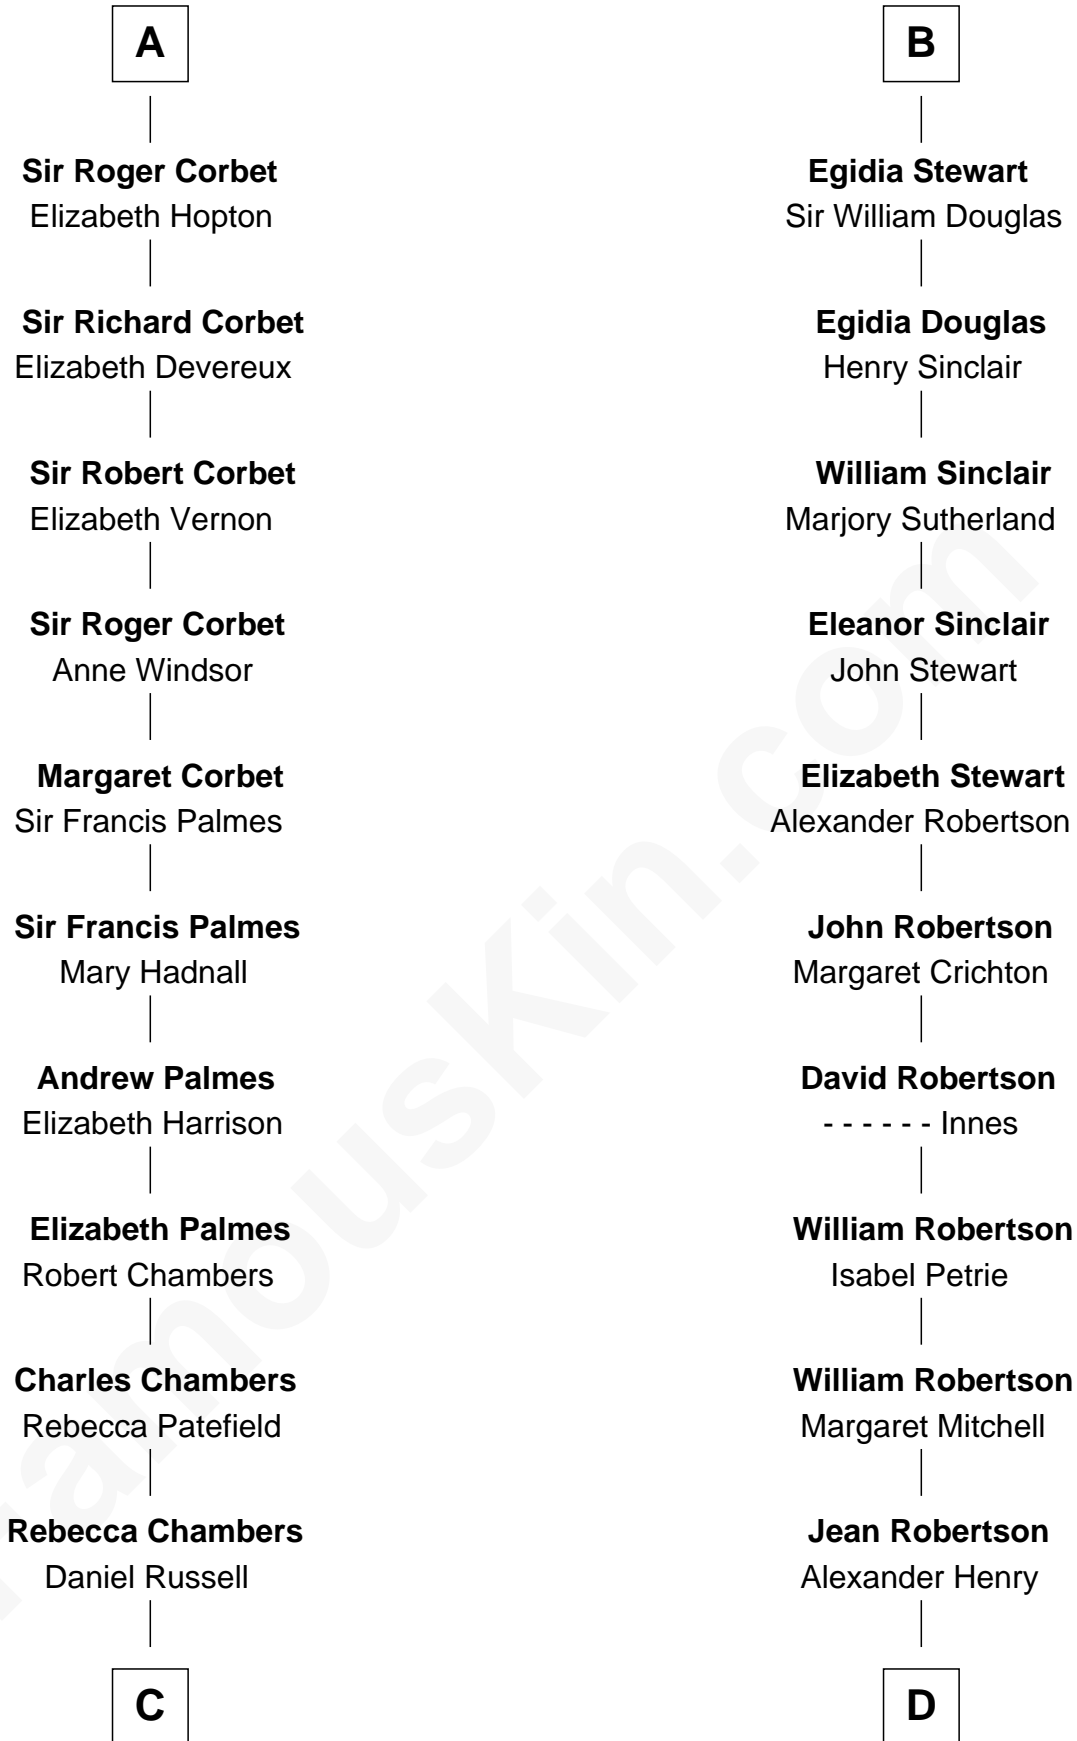 A
Sir Roger Corbet
Elizabeth Hopton
Sir Richard Corbet
Elizabeth Devereux
Sir Robert Corbet
Elizabeth Vernon
Sir Roger Corbet
Anne Windsor
Margaret Corbet
Sir Francis Palmes
Sir Francis Palmes
Mary Hadnall
Andrew Palmes
Elizabeth Harrison
Elizabeth Palmes
Robert Chambers
Charles Chambers
Rebecca Patefield
Rebecca Chambers
Daniel Russell
C
B
Egidia Stewart
Sir William Douglas
Egidia Douglas
Henry Sinclair
William Sinclair
Marjory Sutherland
Eleanor Sinclair
John Stewart
Elizabeth Stewart
Alexander Robertson
John Robertson
Margaret Crichton
David Robertson
- - - - - - Innes
William Robertson
Isabel Petrie
William Robertson
Margaret Mitchell
Jean Robertson
Alexander Henry
D
FamousKin.com